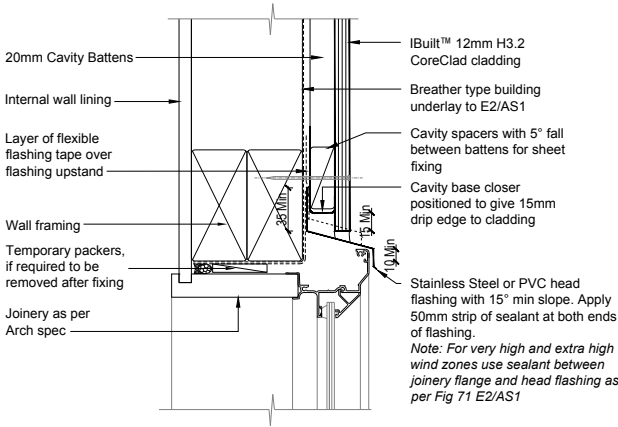 20mm Cavity Battens
Internal wall lining
Layer of flexible
flashing tape over
flashing upstand
Wall framing
Temporary packers,
if required to be
removed after fixing
Joinery as per
Arch spec
35 Min
15 Min
10 Min
IBuilt™ 12mm H3.2
CoreClad cladding
Breather type building
underlay to E2/AS1
Cavity spacers with 5° fall
between battens for sheet
fixing
Cavity base closer
positioned to give 15mm
drip edge to cladding
Stainless Steel or PVC head
flashing with 15° min slope. Apply
50mm strip of sealant at both ends
of flashing.
Note: For very high and extra high
wind zones use sealant between
joinery flange and head flashing as
per Fig 71 E2/AS1